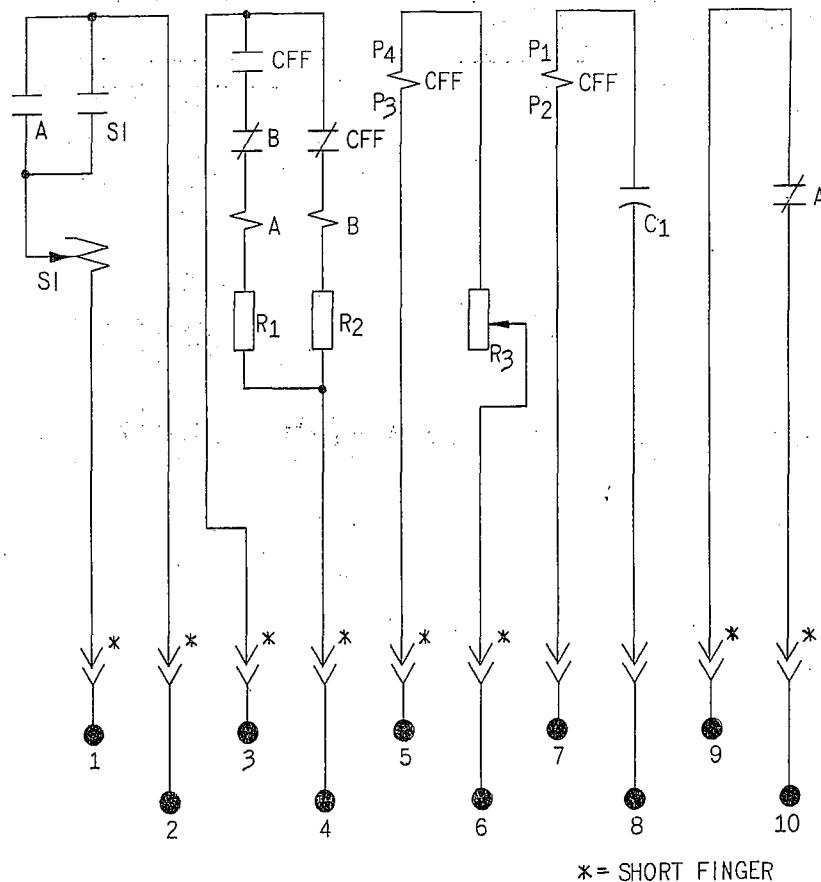 A
SI
SI
CFF
B
CFF
A
B
R1
R2
P4
CFF
P3
R3
P1
CFF
P2
C1
A
*
*
*
*
*
*
*
*
1
2
3
4
5
6
7
8
9
10
*= SHORT FINGER